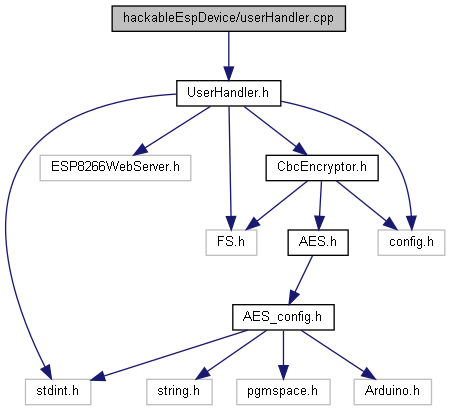 hackableEspDevice/userHandler.cpp
UserHandler.h
ESP8266WebServer.h
CbcEncryptor.h
FS.h
AES.h
config.h
AES_config.h
stdint.h
string.h
pgmspace.h
Arduino.h